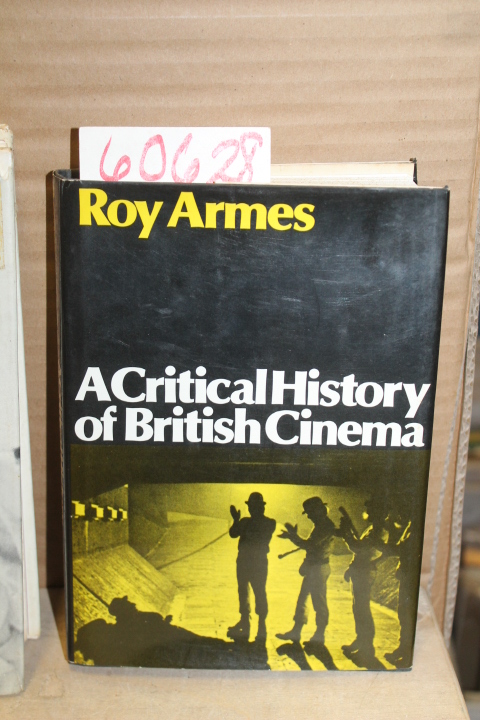 60628
Roy Armes
A Critical History
of British Cinema